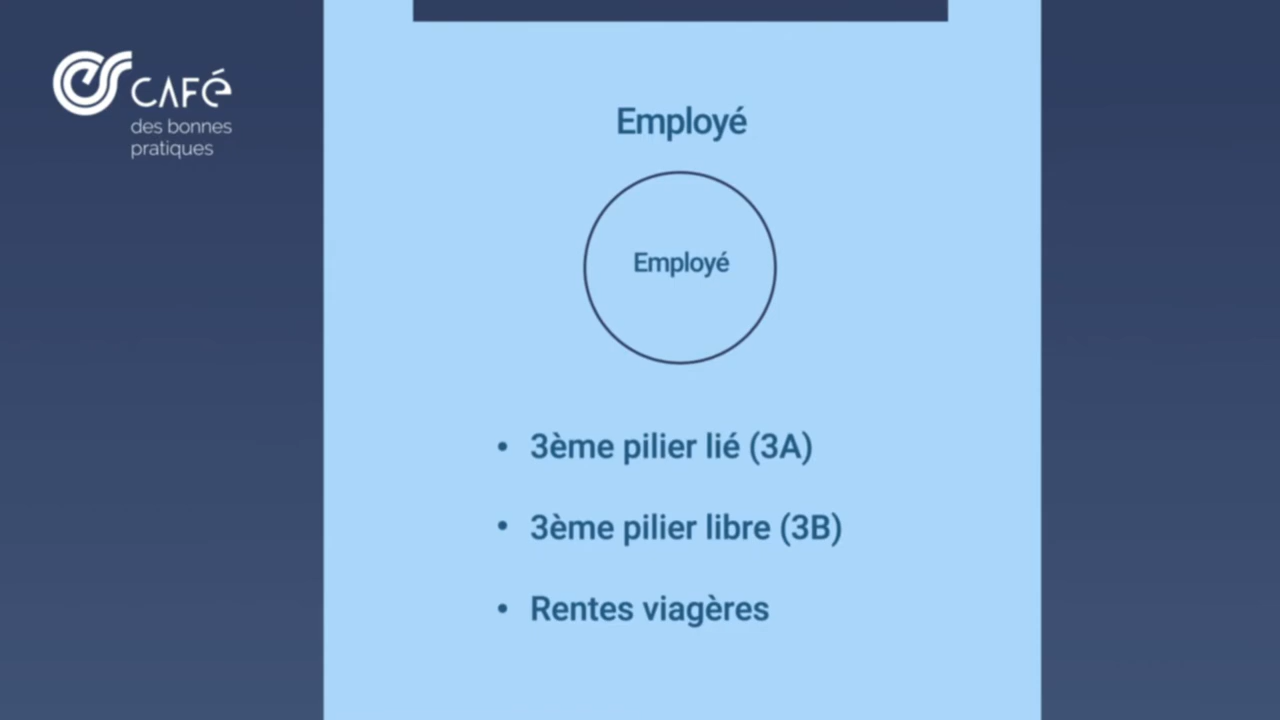 CAFé
des bonnes
pratiques
Employé
Employé
• 3ème pilier lié (3A)
• 3ème pilier libre (3B)
• Rentes viagères